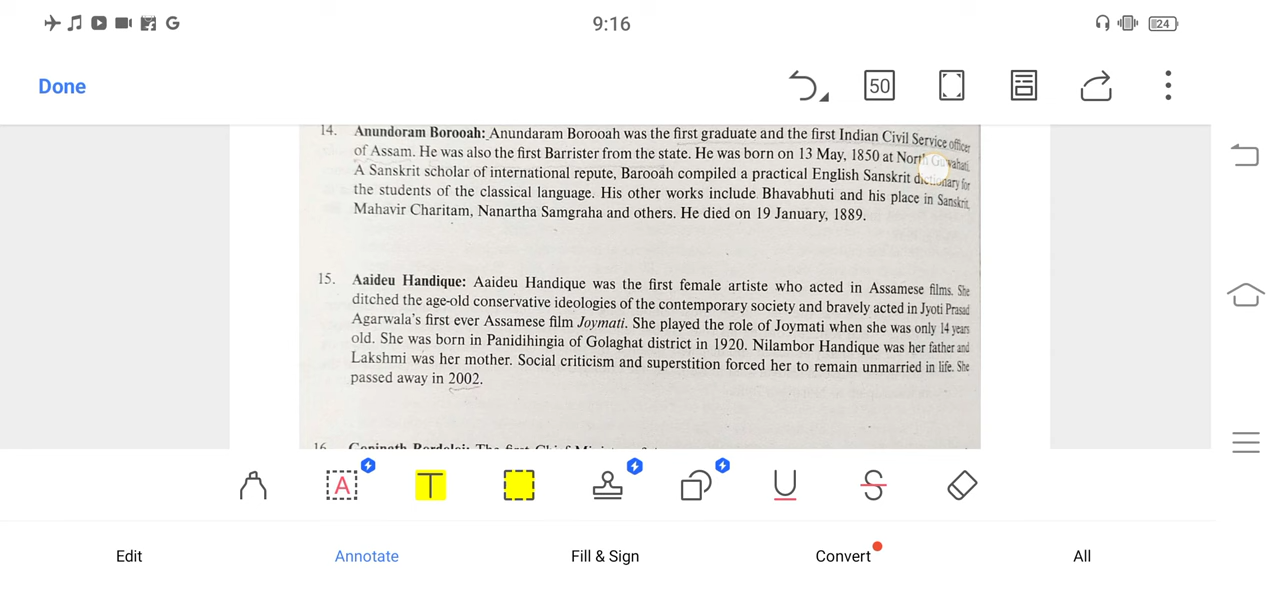 9:16
24
Done
50
14. Anundoram Borooah: Anundaram Borooah was the first graduate and the first Indian Civil Service officer
of Assam. He was also the first Barrister from the state. He was born on 13 May, 1850 at North Guwahati.
A Sanskrit scholar of international repute, Barooah compiled a practical English Sanskrit dictionary for
the students of the classical language. His other works include Bhavabhuti and his place in Sanskrit,
Mahavir Charitam, Nanartha Samgraha and others. He died on 19 January, 1889.
15. Aaideu Handique: Aaideu Handique was the first female artiste who acted in Assamese films. She
ditched the age-old conservative ideologies of the contemporary society and bravely acted in Jyoti Prasad
Agarwala's first ever Assamese film Joymati. She played the role of Joymati when she was only 14 years
old. She was born in Panidihingia of Golaghat district in 1920. Nilambor Handique was her father and
Lakshmi was her mother. Social criticism and superstition forced her to remain unmarried in life. She
passed away in 2002.
16. Gopinath Bordoloi: The first Chief
A T U S
Edit Annotate Fill & Sign Convert All